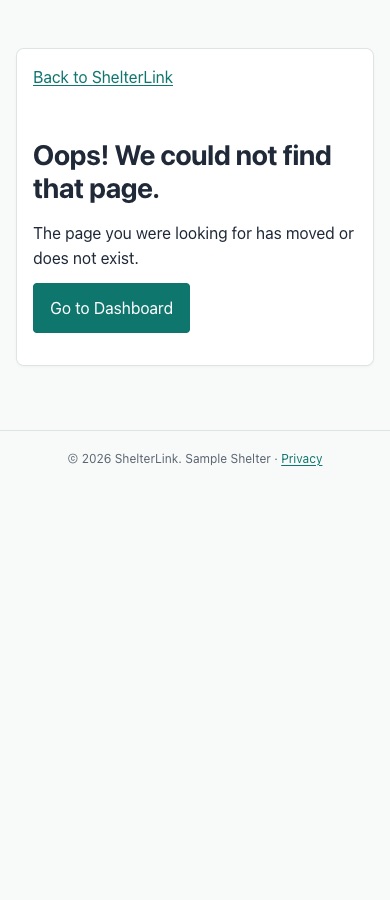 Back to ShelterLink
Oops! We could not find
that page.
The page you were looking for has moved or
does not exist.
Go to Dashboard
© 2026 ShelterLink. Sample Shelter · Privacy